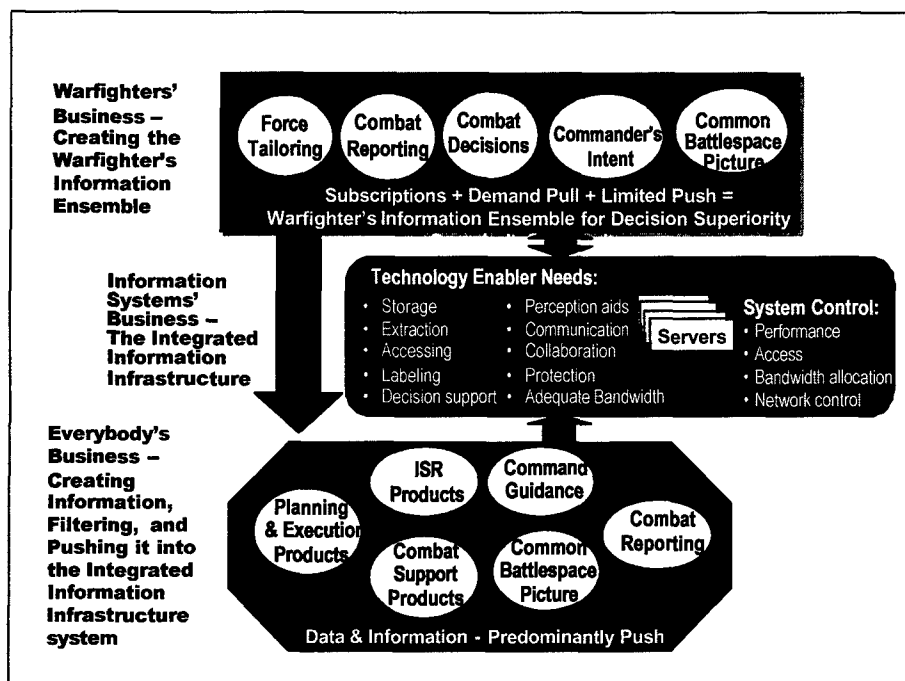 Warfighters'
Business –
Creating the
Warfighter's
Information
Ensemble
Force
Tailoring
Combat
Reporting
Combat
Decisions
Commander's
Intent
Common
Battlespace
Picture
Subscriptions + Demand Pull + Limited Push =
Warfighter's Information Ensemble for Decision Superiority
Information
Systems'
Business –
The Integrated
Information
Infrastructure
Technology Enabler Needs:
• Storage
• Extraction
• Accessing
• Labeling
• Decision support
• Perception aids
• Communication
• Collaboration
• Protection
• Adequate Bandwidth
Servers
System Control:
• Performance
• Access
• Bandwidth allocation
• Network control
Everybody's
Business –
Creating
Information,
Filtering, and
Pushing it into
the Integrated
Information
Infrastructure
system
Planning
& Execution
Products
ISR
Products
Combat
Support
Products
Command
Guidance
Common
Battlespace
Picture
Combat
Reporting
Data & Information - Predominantly Push